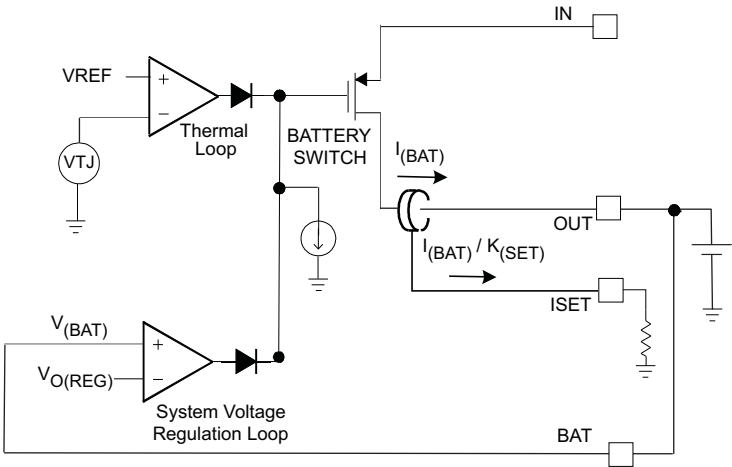 IN
VREF
+
−
Thermal
Loop
BATTERY
SWITCH
VTJ
I(BAT)
OUT
I(BAT) / K(SET)
ISET
V(BAT)
+
VO(REG)
−
System Voltage
Regulation Loop
BAT